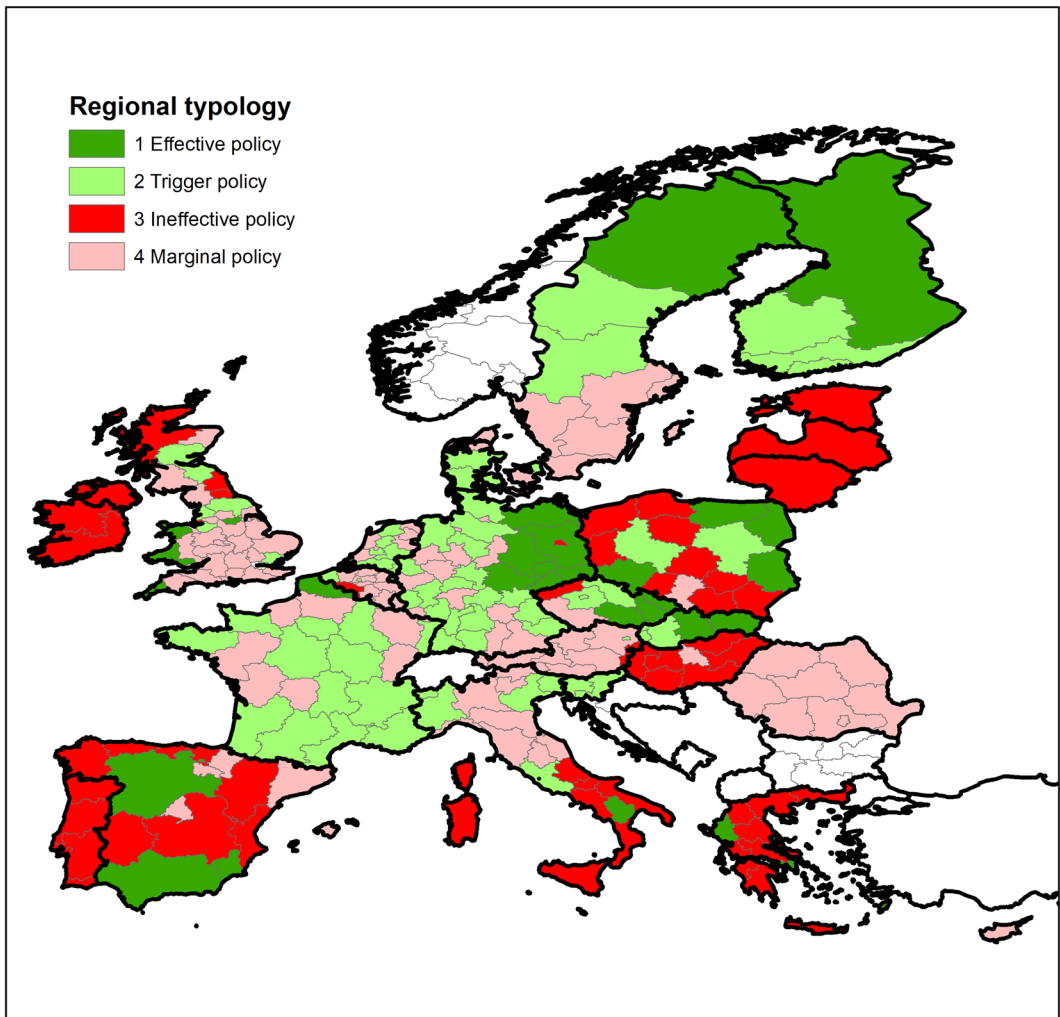 Regional typology
1 Effective policy
2 Trigger policy
3 Ineffective policy
4 Marginal policy